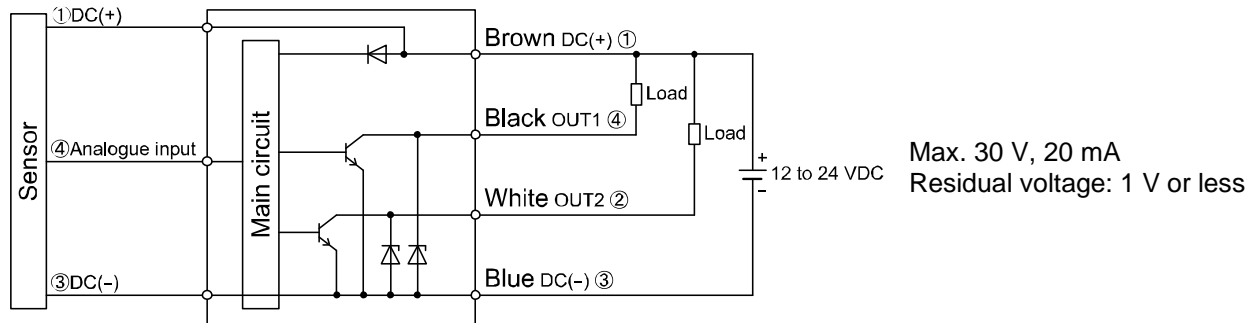 ①DC(+)
Brown DC(+) ①
Load
Black OUT1 ④
Load
Sensor
④Analogue input
Main circuit
+
12 to 24 VDC
−
Max. 30 V, 20 mA
Residual voltage: 1 V or less
White OUT2 ②
③DC(−)
Blue DC(−) ③